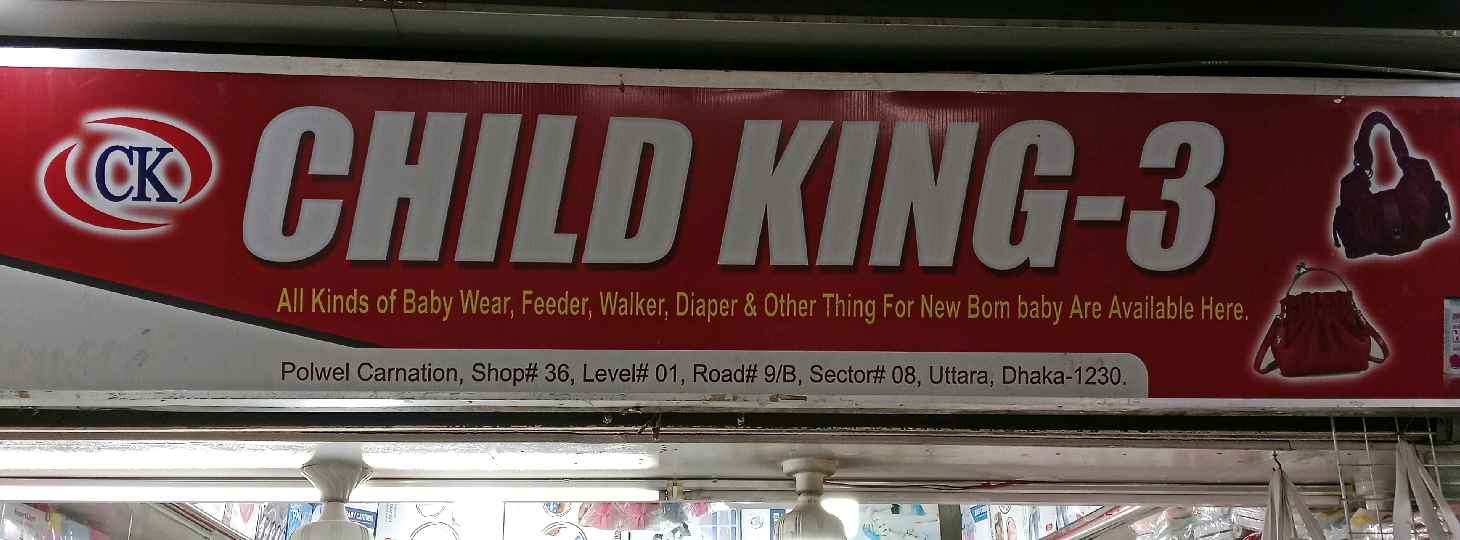 CK
CHILD KING-3
All Kinds of Baby Wear, Feeder, Walker, Diaper & Other Thing For New Born baby Are Available Here.
Polwel Carnation, Shop# 36, Level# 01, Road# 9/B, Sector# 08, Uttara, Dhaka-1230.